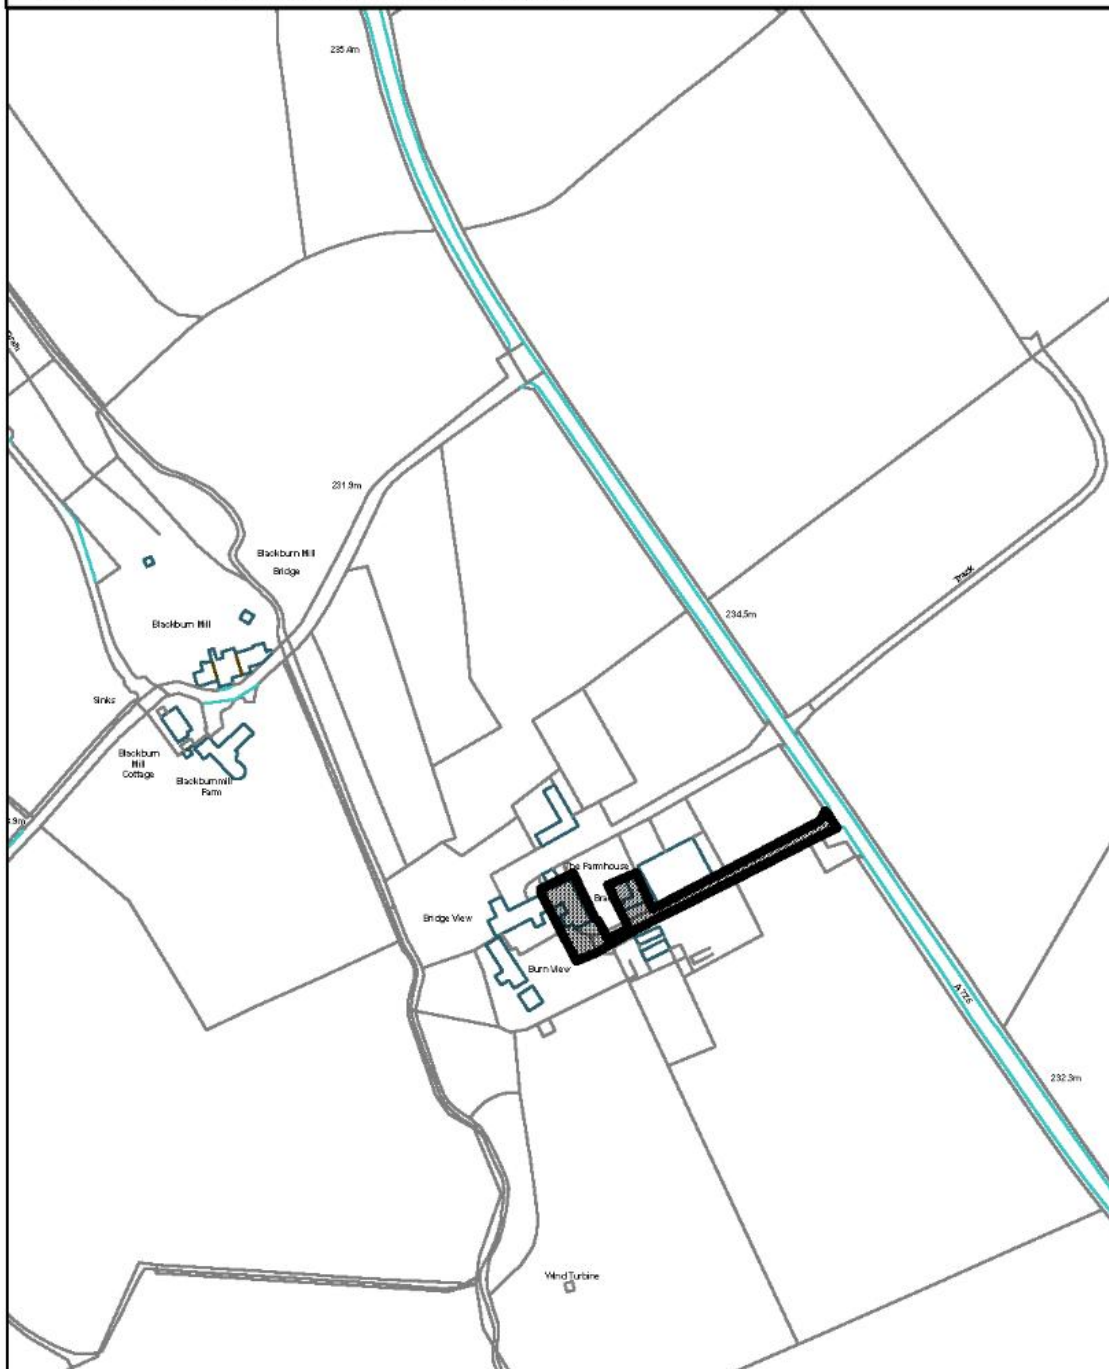 235.4m
231.9m
Blackburn Mill
Bridge
Track
Blackburn Mill
234.5m
Sinks
Blackburn
Mill
Cottage
Blackburnmill
Farm
The Farmhouse
Bridge View
Burn View
A 726
232.3m
Wind Turbine